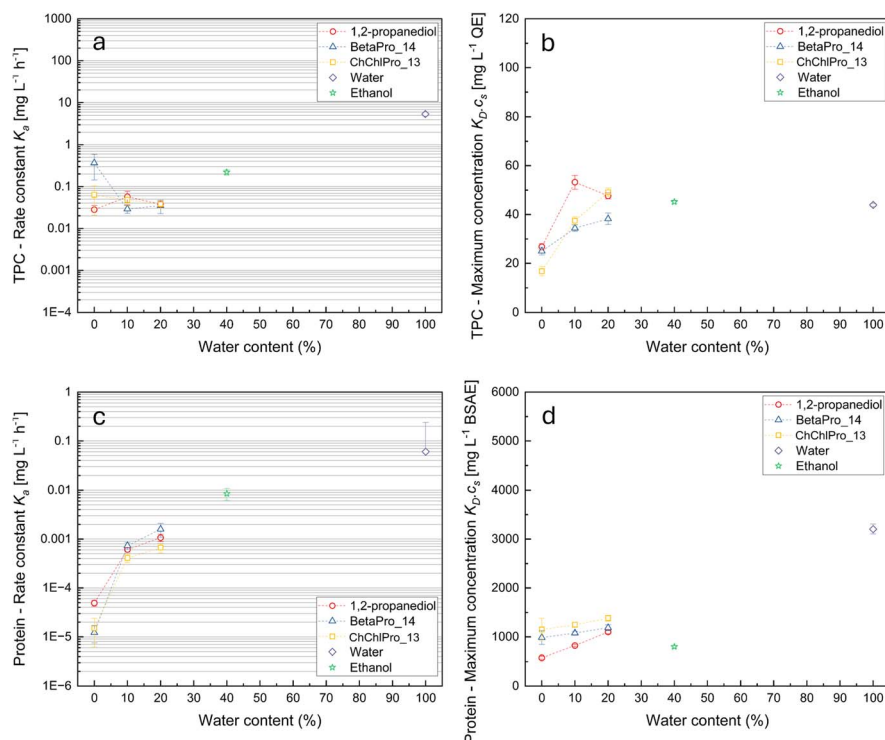 a
1000
100
10
1
0.1
0.01
0.001
1E−4
0 10 20 30 40 50 60 70 80 90 100
Water content (%)
TPC - Rate constant Kₐ [mg L⁻¹ h⁻¹]
1,2-propanediol
BetaPro_14
ChChlPro_13
Water
Ethanol
b
120
100
80
60
40
20
0
0 10 20 30 40 50 60 70 80 90 100
Water content (%)
TPC - Maximum concentration K_D.c_s [mg L⁻¹ QE]
1,2-propanediol
BetaPro_14
ChChlPro_13
Water
Ethanol
c
1
0.1
0.01
0.001
1E−4
1E−5
1E−6
0 10 20 30 40 50 60 70 80 90 100
Water content (%)
Protein - Rate constant Kₐ [mg L⁻¹ h⁻¹]
1,2-propanediol
BetaPro_14
ChChlPro_13
Water
Ethanol
d
6000
5000
4000
3000
2000
1000
0
0 10 20 30 40 50 60 70 80 90 100
Water content (%)
Protein - Maximum concentration K_D.c_s [mg L⁻¹ BSAE]
1,2-propanediol
BetaPro_14
ChChlPro_13
Water
Ethanol